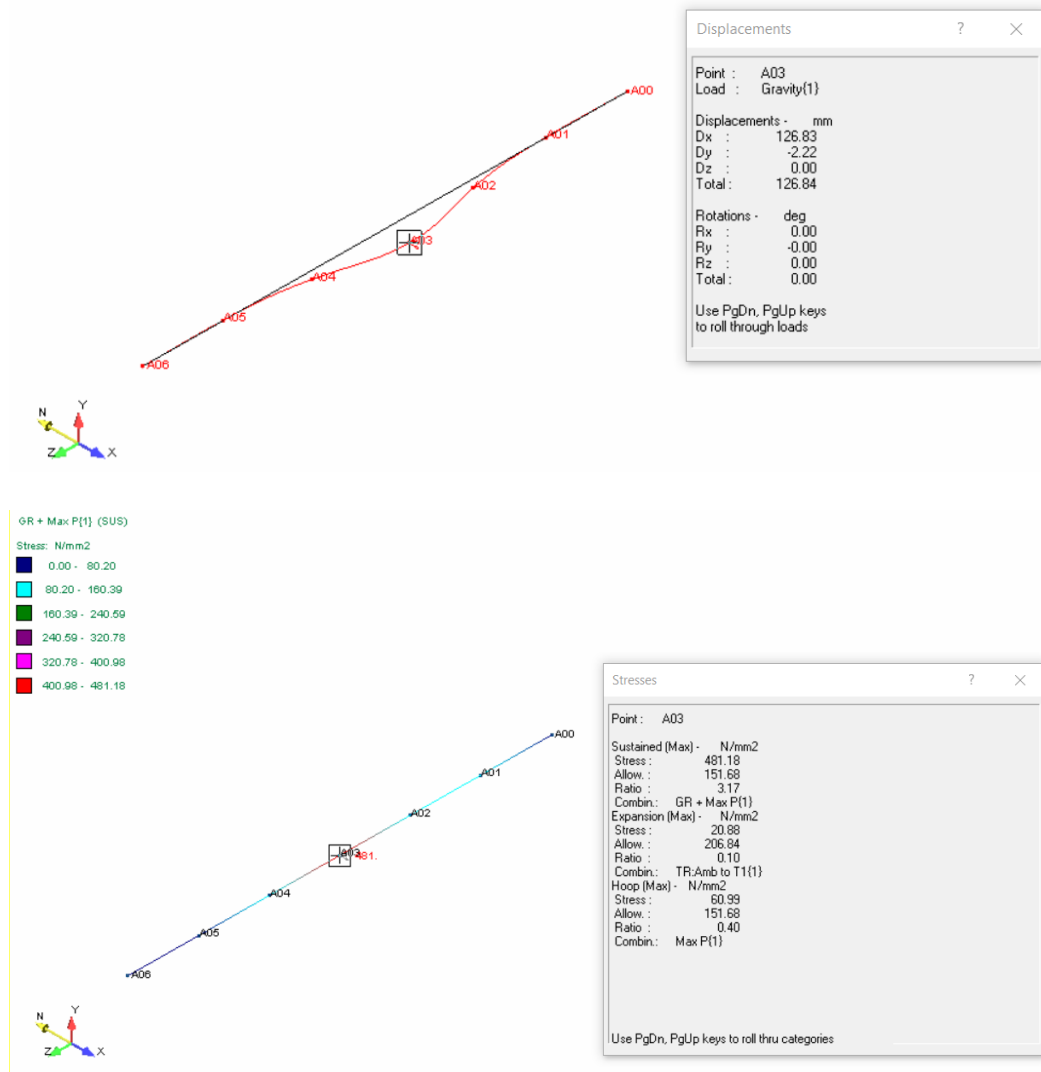 Displacements ? ×
Point : A03
Load : Gravity{1}
Displacements - mm
Dx : 126.83
Dy : -2.22
Dz : 0.00
Total : 126.84
Rotations - deg
Rx : 0.00
Ry : -0.00
Rz : 0.00
Total : 0.00
Use PgDn, PgUp keys
to roll through loads
A00
A01
A02
A03
A04
A05
A06
N
Y
Z
X
GR + Max P{1} (SUS)
Stress: N/mm2
0.00 - 80.20
80.20 - 160.39
160.39 - 240.59
240.59 - 320.78
320.78 - 400.98
400.98 - 481.18
A00
A01
A02
A03 481.
A04
A05
A06
N
Y
Z
X
Stresses ? ×
Point : A03
Sustained (Max) - N/mm2
Stress : 481.18
Allow. : 151.68
Ratio : 3.17
Combin.: GR + Max P{1}
Expansion (Max) - N/mm2
Stress : 20.88
Allow. : 206.84
Ratio : 0.10
Combin.: TR:Amb to T1{1}
Hoop (Max) - N/mm2
Stress : 60.99
Allow. : 151.68
Ratio : 0.40
Combin.: Max P{1}
Use PgDn, PgUp keys to roll thru categories